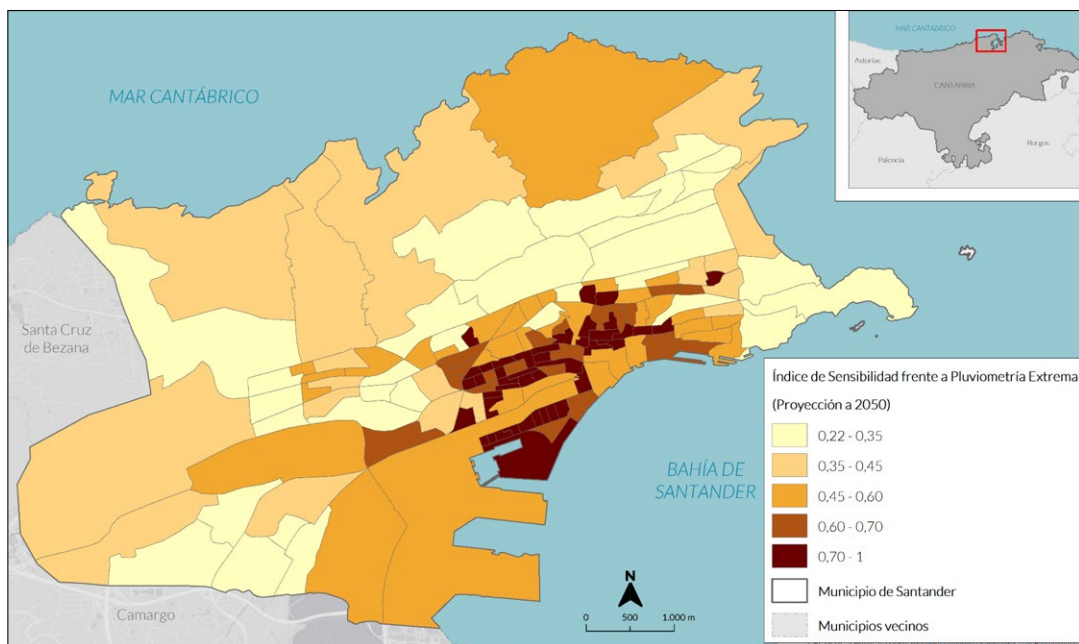 MAR CANTÁBRICO
MAR CANTÁBRICO
Asturias
CANTABRIA
Palencia
Burgos
Santa Cruz
de Bezana
BAHÍA DE
SANTANDER
Camargo
N
0 500 1.000 m
Índice de Sensibilidad frente a Pluviometría Extrema
(Proyección a 2050)
0,22 - 0,35
0,35 - 0,45
0,45 - 0,60
0,60 - 0,70
0,70 - 1
Municipio de Santander
Municipios vecinos